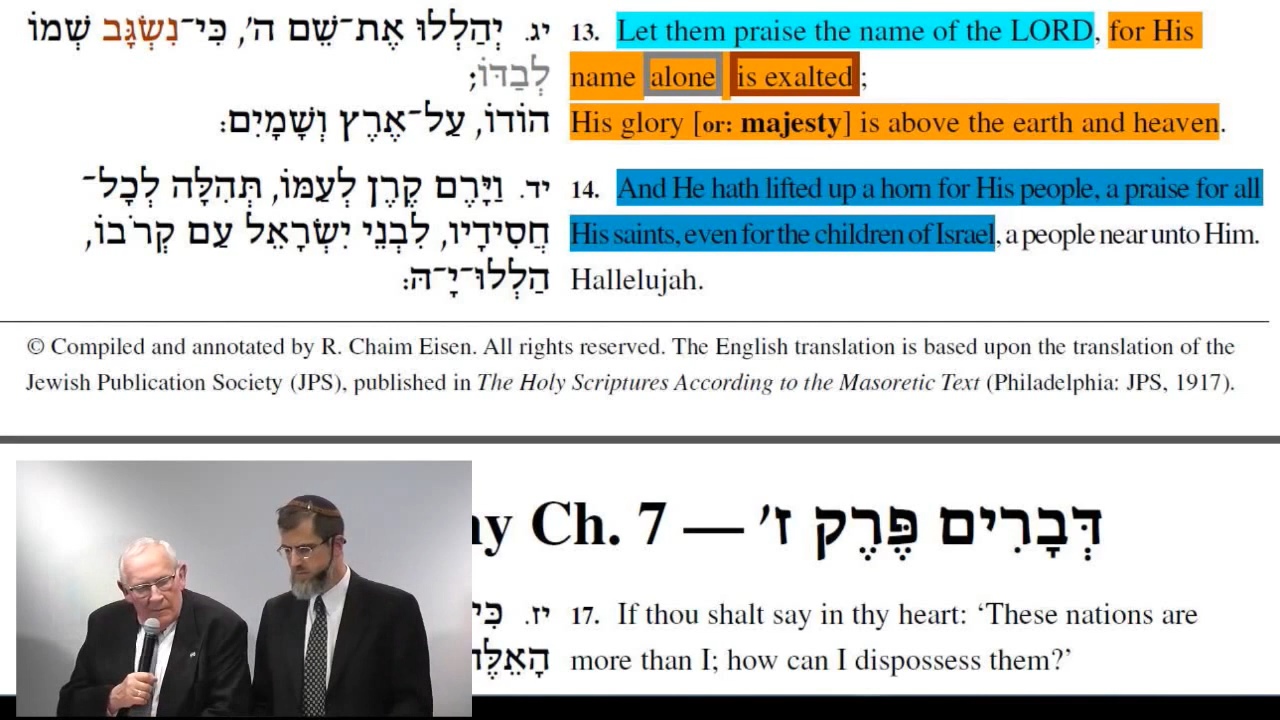 יג. יְהַלְלוּ אֶת־שֵׁם ה׳, כִּי־נִשְׂגָּב שְׁמוֹ
לְבַדּוֹ;
הוֹדוֹ, עַל־אֶרֶץ וְשָׁמָיִם:
13. Let them praise the name of the LORD, for His
name alone is exalted;
His glory [or: majesty] is above the earth and heaven.
יד. וַיָּרֶם קֶרֶן לְעַמּוֹ, תְּהִלָּה לְכָל־
חֲסִידָיו, לִבְנֵי יִשְׂרָאֵל עַם קְרֹבוֹ,
הַלְלוּ־יָ־הּ:
14. And He hath lifted up a horn for His people, a praise for all
His saints, even for the children of Israel, a people near unto Him.
Hallelujah.
© Compiled and annotated by R. Chaim Eisen. All rights reserved. The English translation is based upon the translation of the
Jewish Publication Society (JPS), published in The Holy Scriptures According to the Masoretic Text (Philadelphia: JPS, 1917).
Ch. 7 — דְּבָרִים פֶּרֶק ז׳
יז. כִּי
הָאֵלֶּה
17. If thou shalt say in thy heart: ‘These nations are
more than I; how can I dispossess them?’